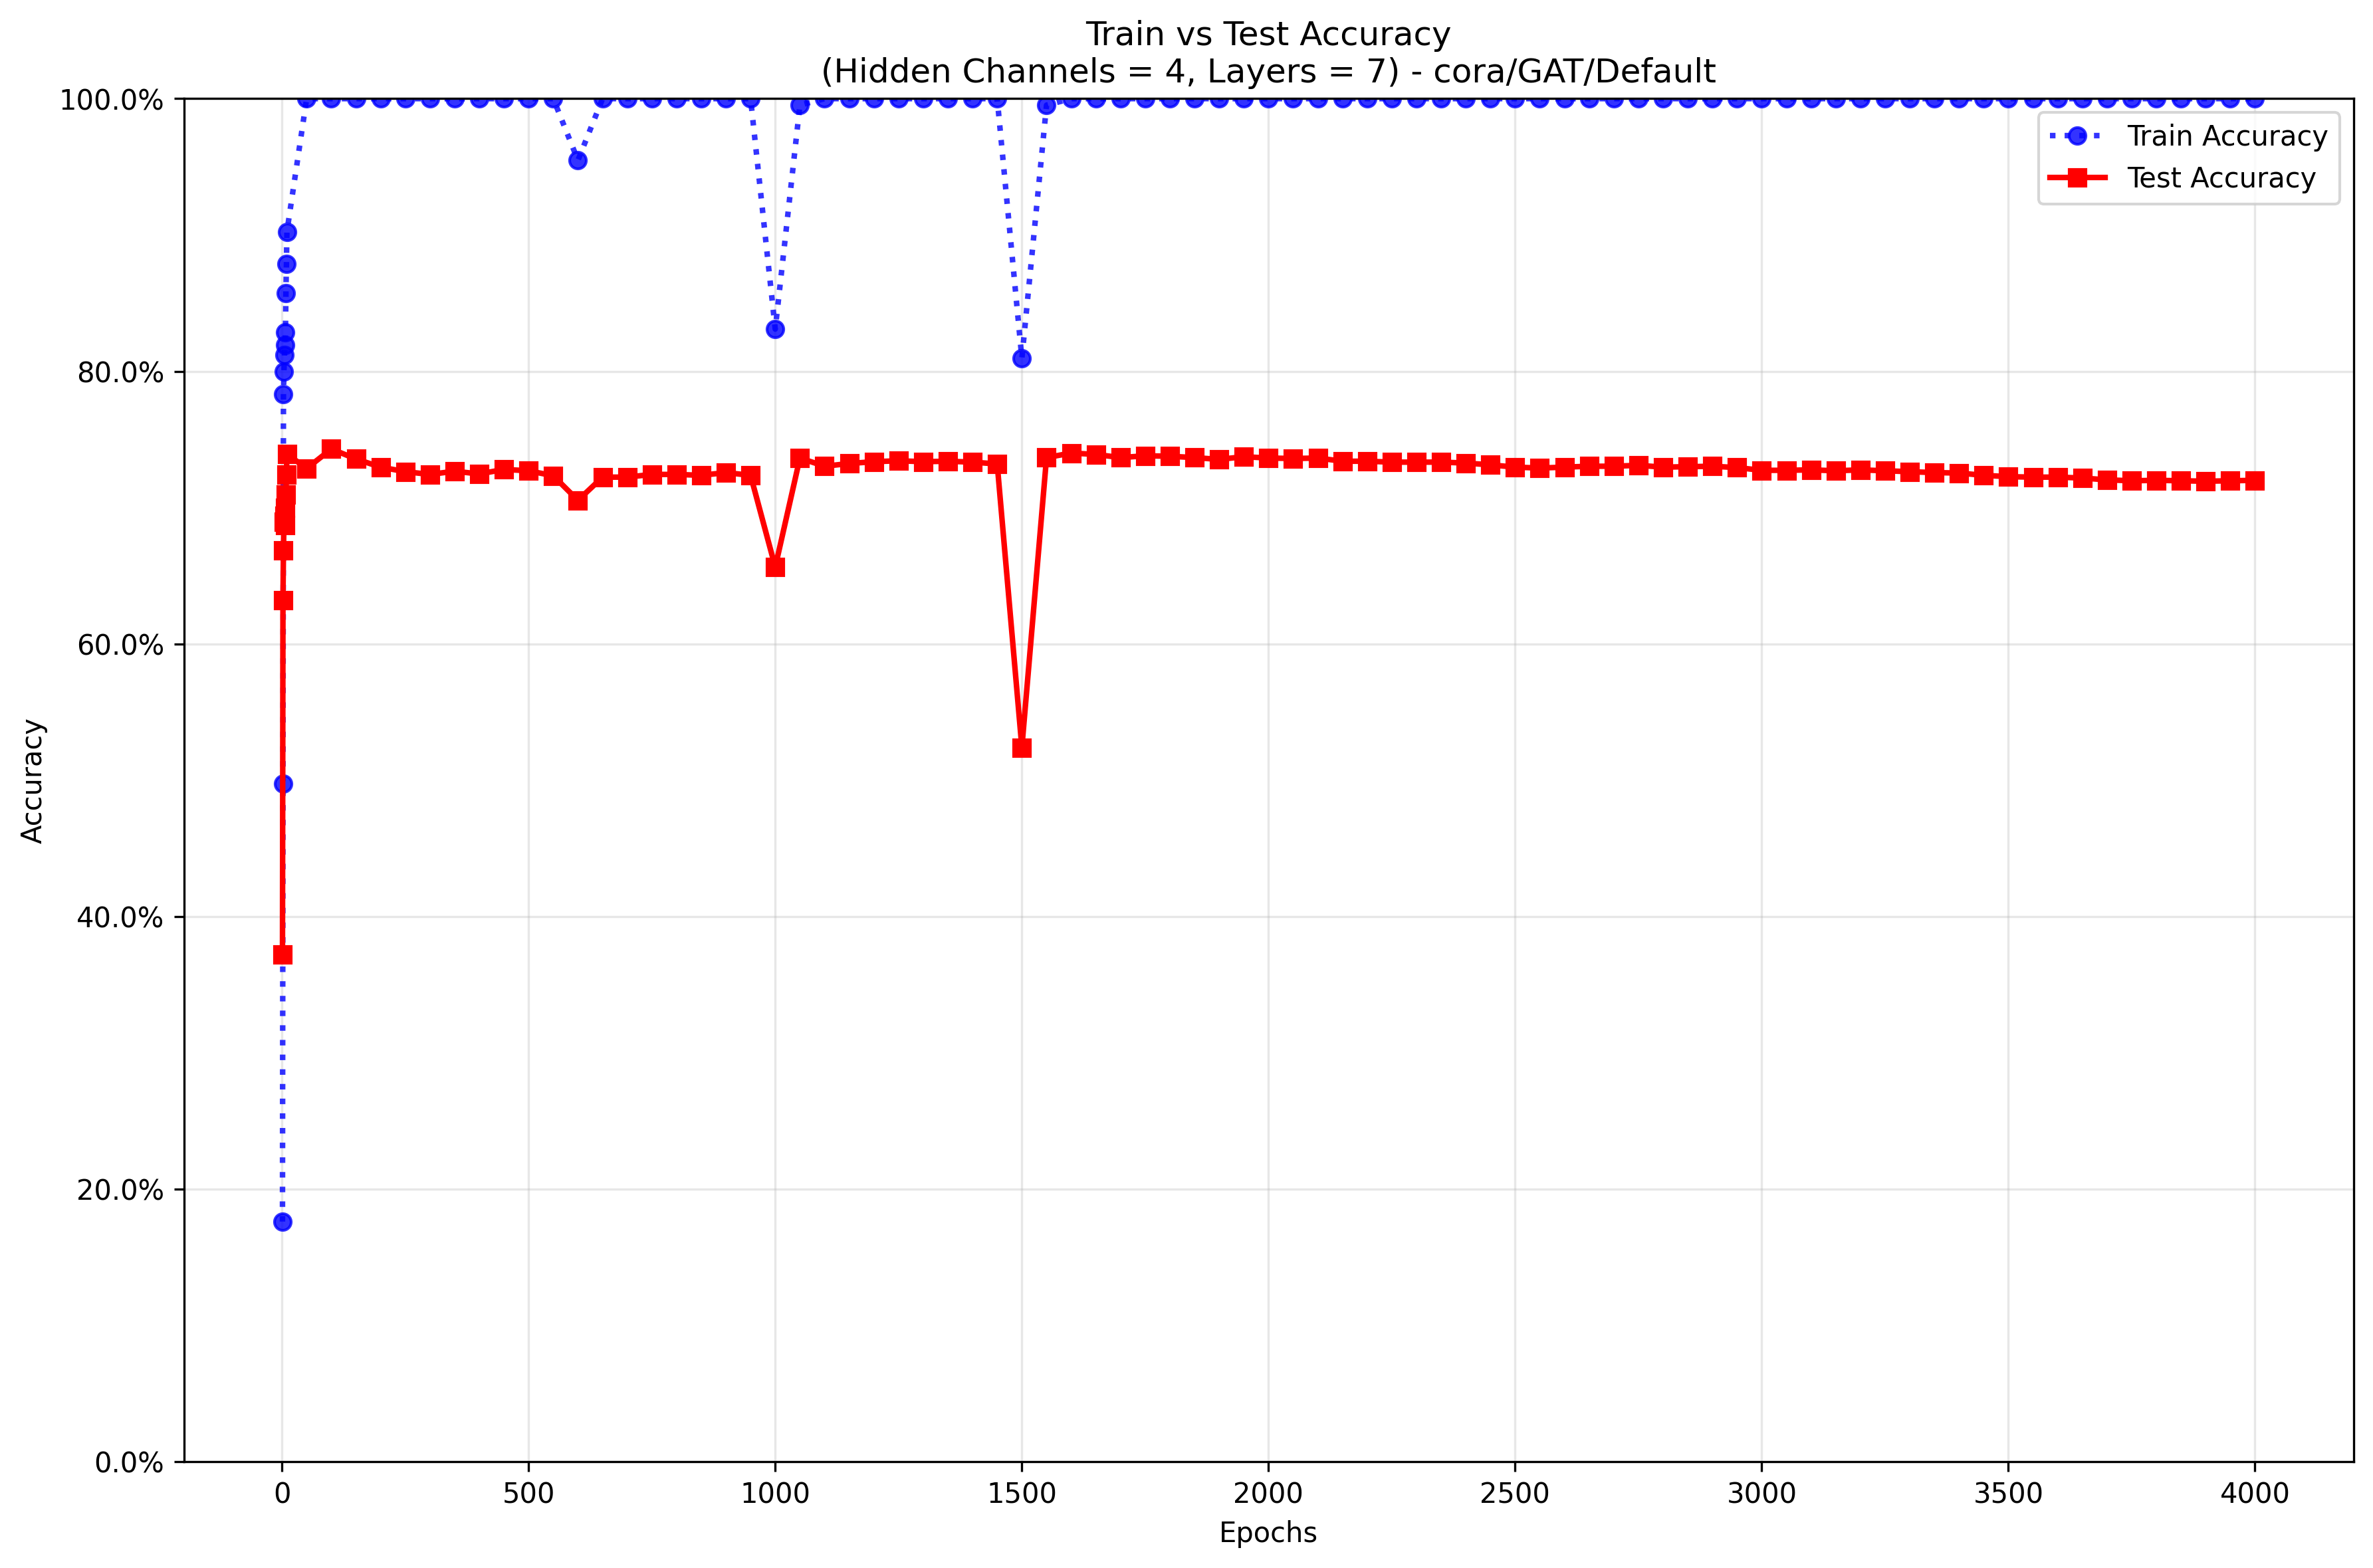 Train vs Test Accuracy
(Hidden Channels = 4, Layers = 7) - cora/GAT/Default
100.0%
80.0%
60.0%
40.0%
20.0%
0.0%
Accuracy
Train Accuracy
Test Accuracy
0 500 1000 1500 2000 2500 3000 3500 4000
Epochs